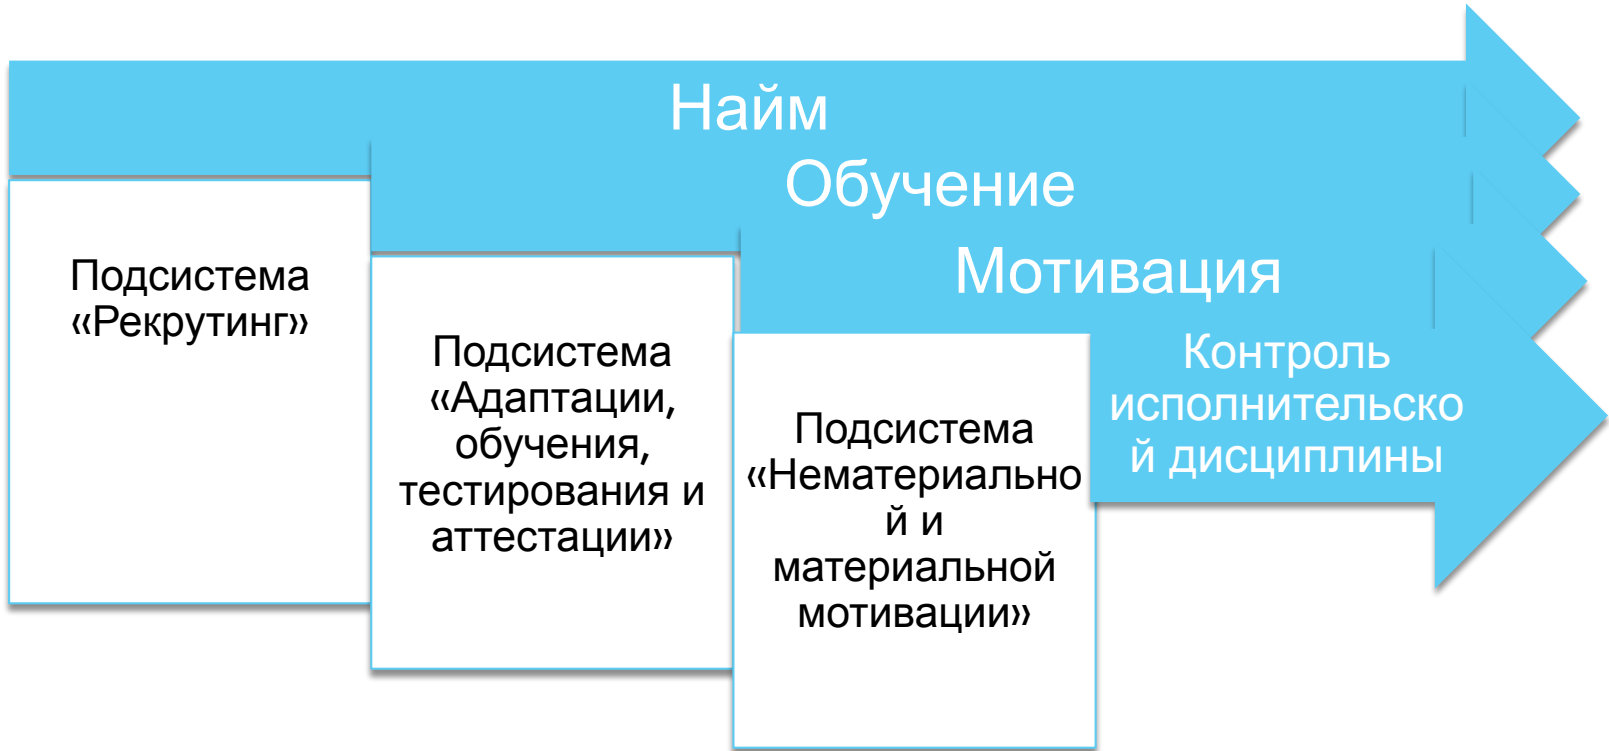 Найм
Обучение
Мотивация
Контроль
исполнительско
й дисциплины
Подсистема
«Рекрутинг»
Подсистема
«Адаптации,
обучения,
тестирования и
аттестации»
Подсистема
«Нематериально
й и
материальной
мотивации»